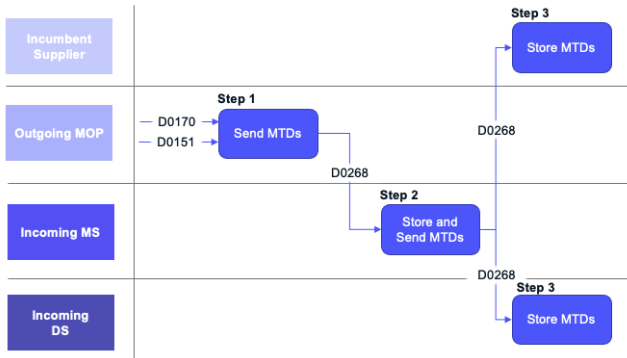 Step 3
Incumbent
Supplier
Store MTDs
Step 1
Outgoing MOP
D0170
D0151
Send MTDs
D0268
D0268
Step 2
Incoming MS
Store and
Send MTDs
D0268
Step 3
Incoming
DS
Store MTDs